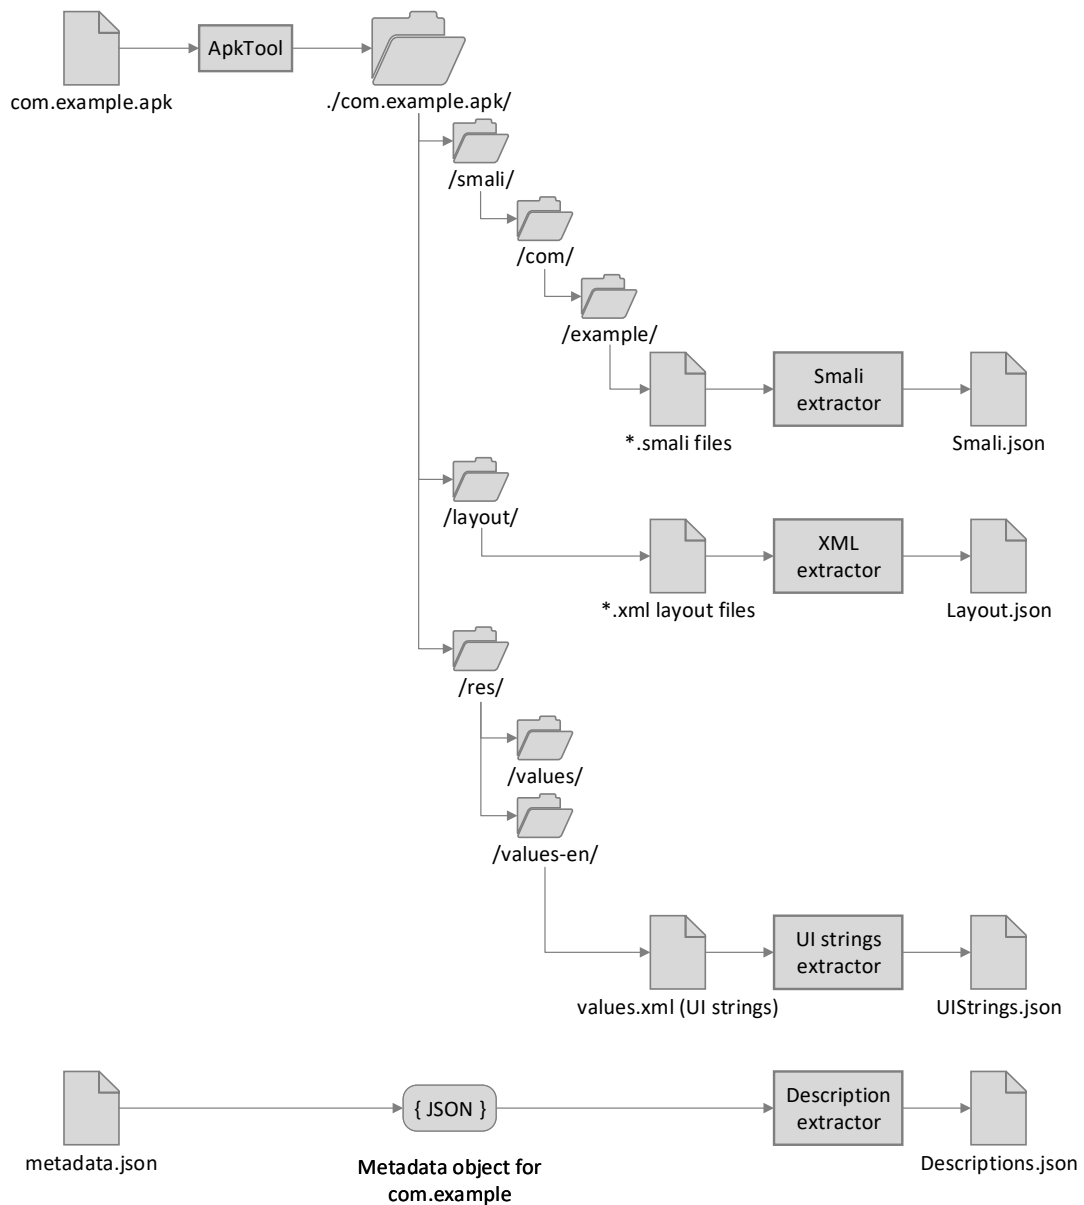 ApkTool
com.example.apk
./com.example.apk/
/smali/
/com/
/example/
Smali
extractor
*.smali files
Smali.json
/layout/
XML
extractor
*.xml layout files
Layout.json
/res/
/values/
/values-en/
UI strings
extractor
values.xml (UI strings)
UIStrings.json
{ JSON }
Description
extractor
metadata.json
Metadata object for
com.example
Descriptions.json